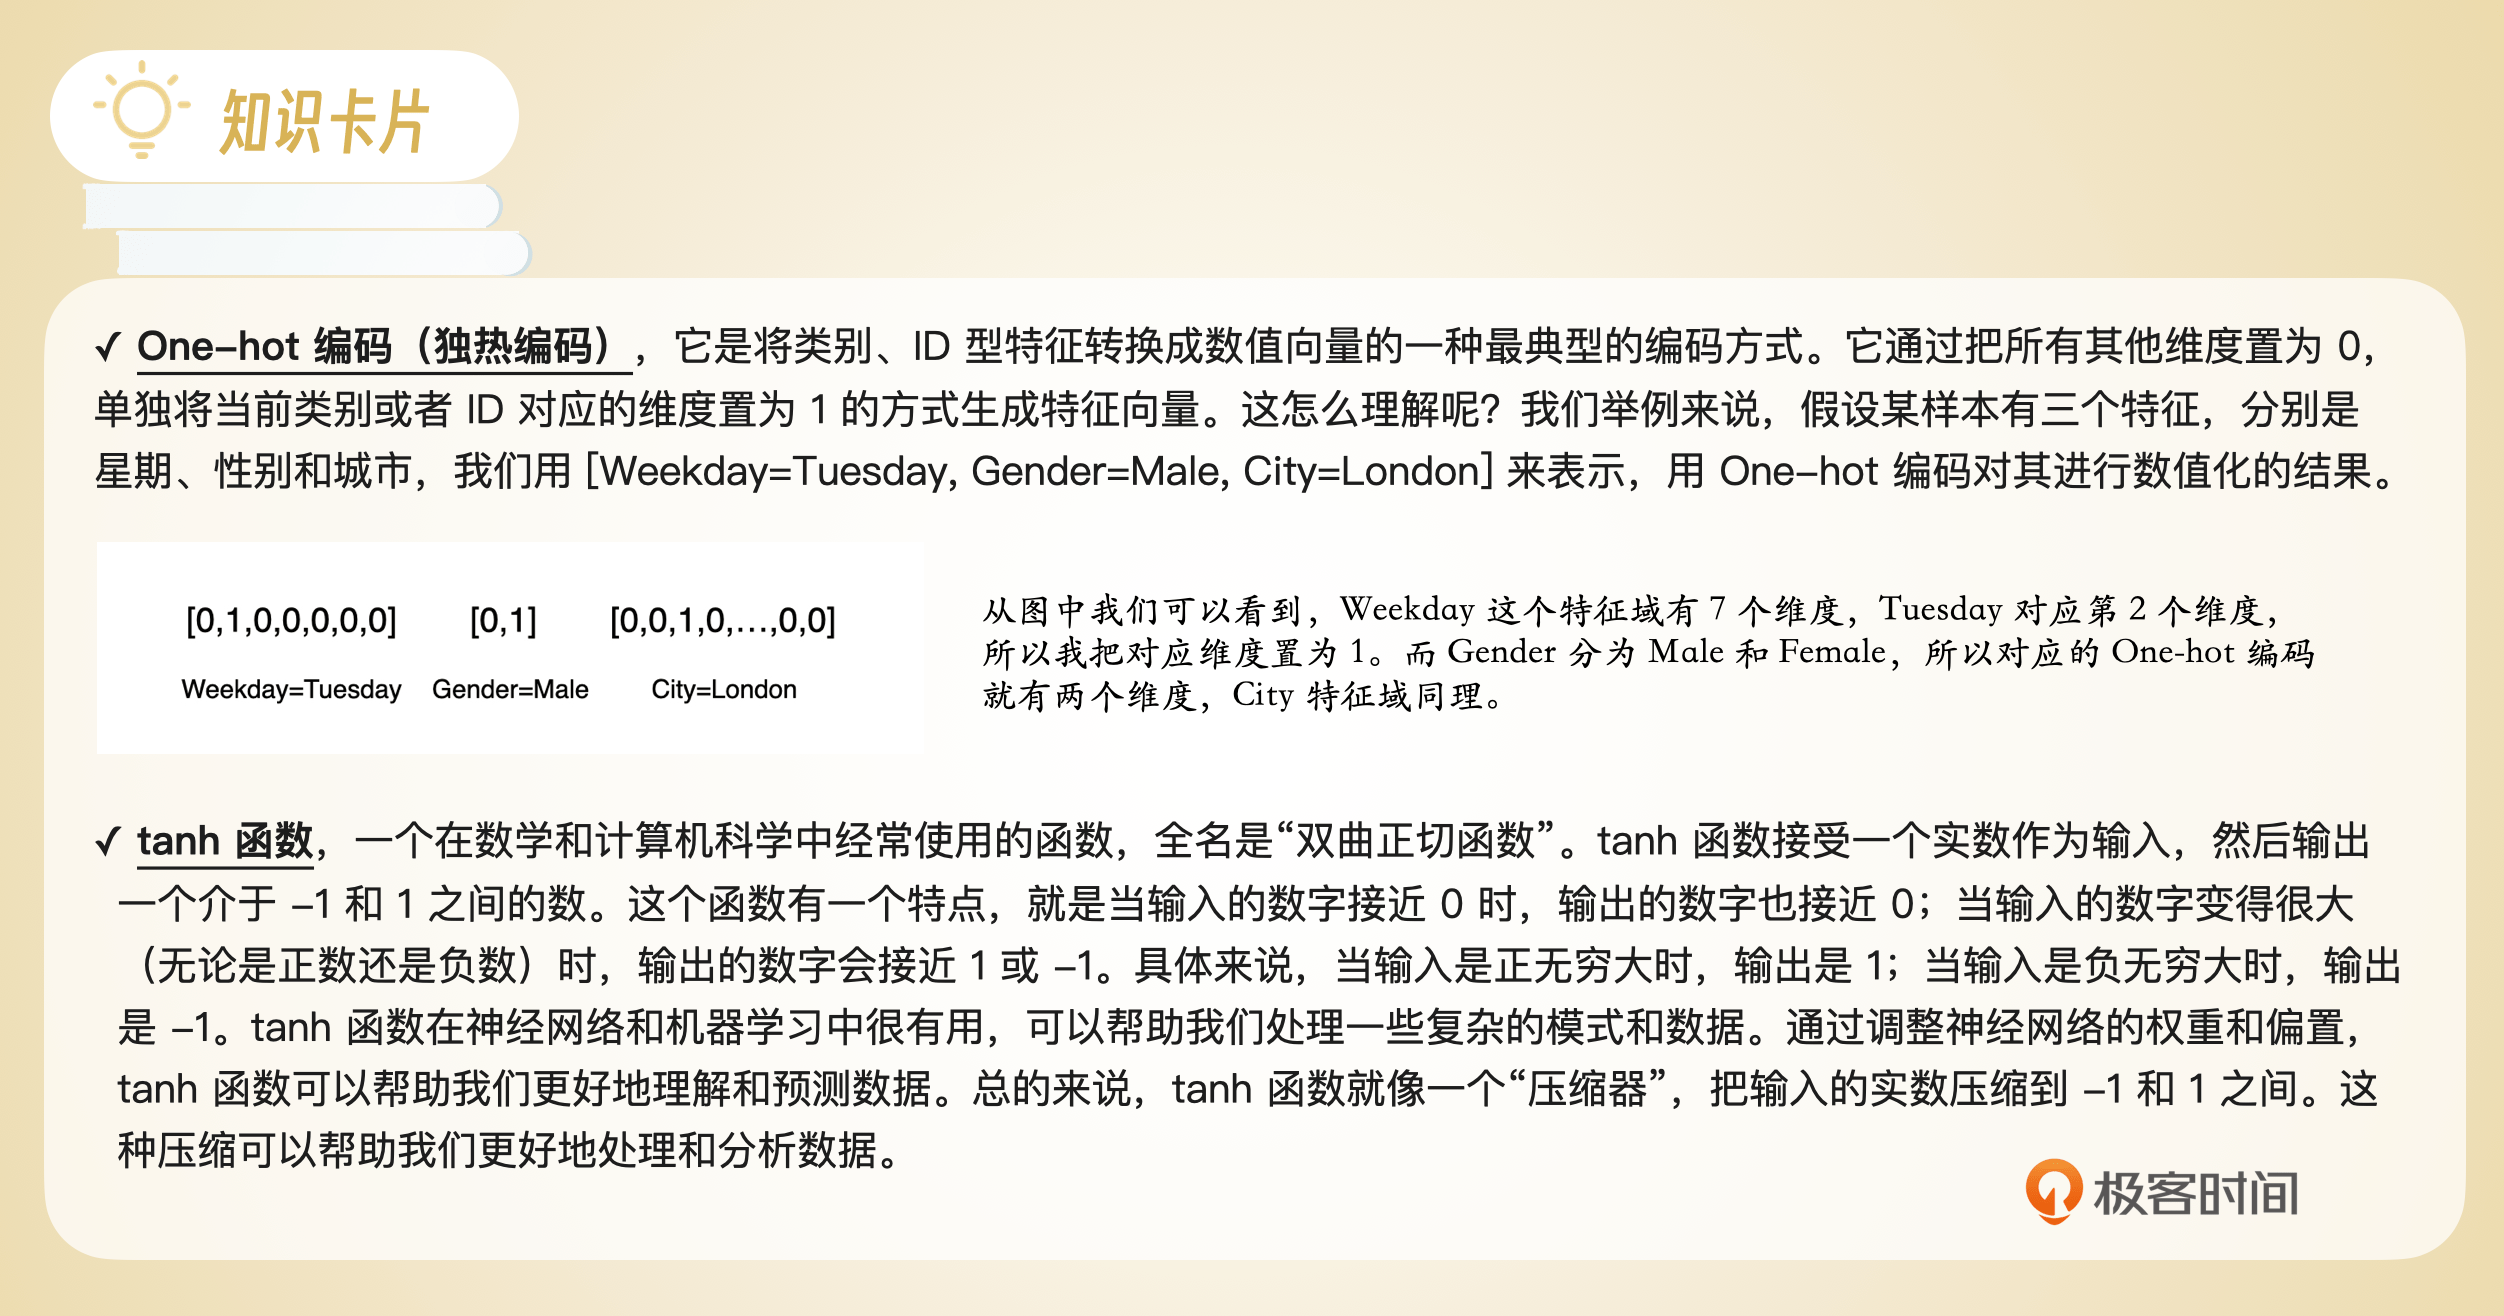 知识卡片
✓ One-hot 编码（独热编码），它是将类别、ID 型特征转换成数值向量的一种最典型的编码方式。它通过把所有其他维度置为 0，
单独将当前类别或者 ID 对应的维度置为 1 的方式生成特征向量。这怎么理解呢？我们举例来说，假设某样本有三个特征，分别是
星期、性别和城市，我们用 [Weekday=Tuesday, Gender=Male, City=London] 来表示，用 One-hot 编码对其进行数值化的结果。
[0,1,0,0,0,0,0] [0,1] [0,0,1,0,...,0,0]
Weekday=Tuesday Gender=Male City=London
从图中我们可以看到，Weekday 这个特征域有 7 个维度，Tuesday 对应第 2 个维度，
所以我把对应维度置为 1。而 Gender 分为 Male 和 Female，所以对应的 One-hot 编码
就有两个维度，City 特征域同理。
✓ tanh 函数，一个在数学和计算机科学中经常使用的函数，全名是“双曲正切函数”。tanh 函数接受一个实数作为输入，然后输出
一个介于 –1 和 1 之间的数。这个函数有一个特点，就是当输入的数字接近 0 时，输出的数字也接近 0；当输入的数字变得很大
（无论是正数还是负数）时，输出的数字会接近 1 或 –1。具体来说，当输入是正无穷大时，输出是 1；当输入是负无穷大时，输出
是 –1。tanh 函数在神经网络和机器学习中很有用，可以帮助我们处理一些复杂的模式和数据。通过调整神经网络的权重和偏置，
tanh 函数可以帮助我们更好地理解和预测数据。总的来说，tanh 函数就像一个“压缩器”，把输入的实数压缩到 –1 和 1 之间。这
种压缩可以帮助我们更好地处理和分析数据。
极客时间